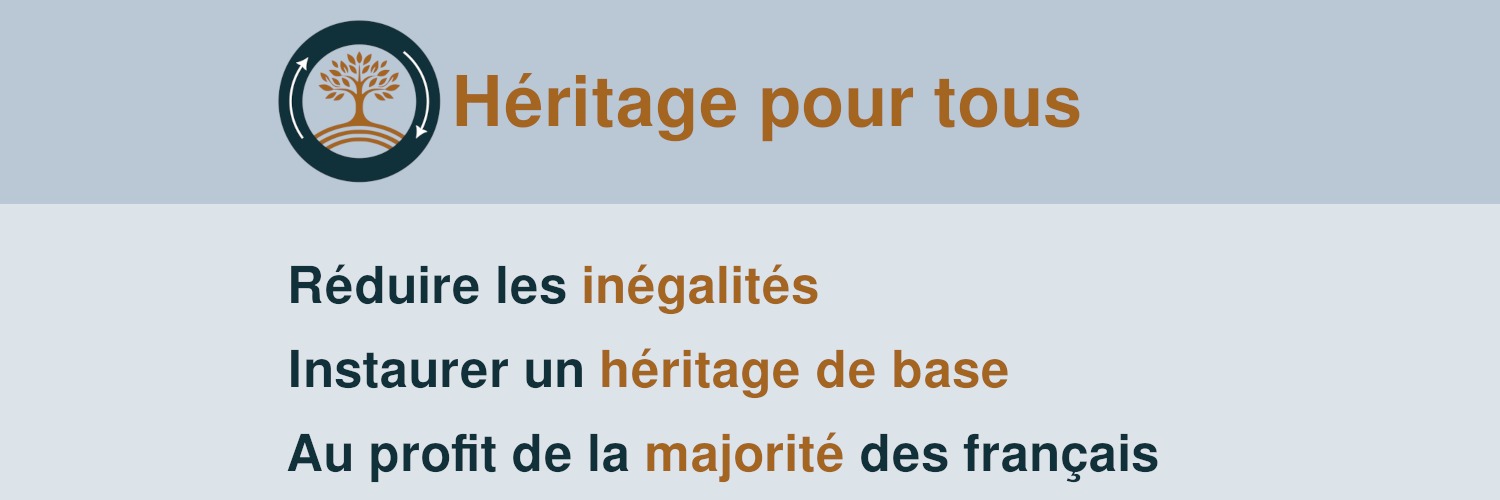 Héritage pour tous
Réduire les inégalités
Instaurer un héritage de base
Au profit de la majorité des français